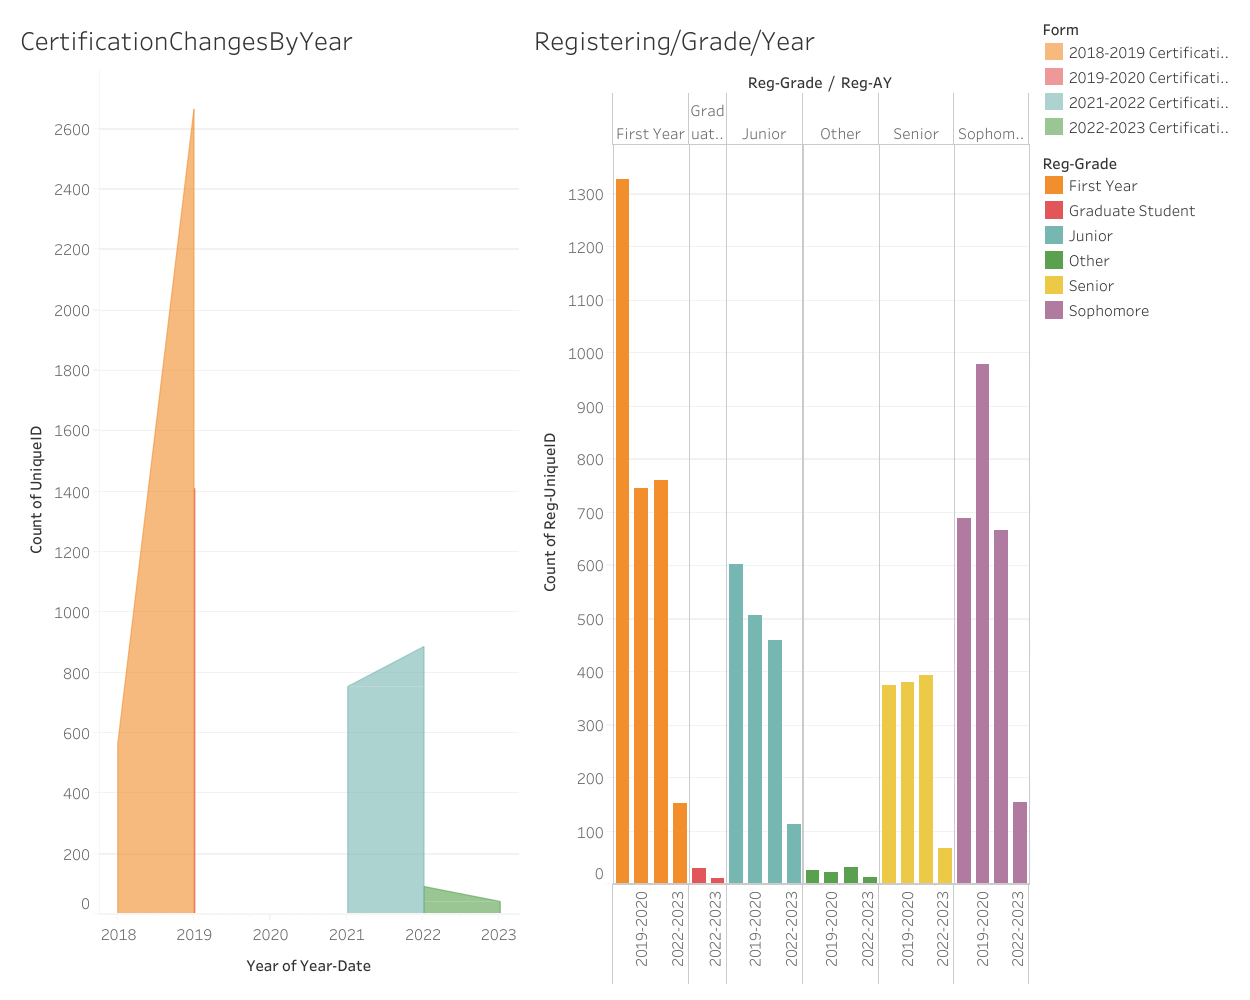 CertificationChangesByYear
2600
2400
2200
2000
1800
1600
1400
1200
1000
800
600
400
200
0
Count of UniqueID
2018 2019 2020 2021 2022 2023
Year of Year-Date
Registering/Grade/Year
Reg-Grade / Reg-AY
First Year
Grad
uat..
Junior
Other
Senior
Sophom..
1300
1200
1100
1000
900
800
700
600
500
400
300
200
100
0
Count of Reg-UniqueID
2019-2020
2022-2023
2022-2023
2019-2020
2022-2023
2019-2020
2022-2023
2019-2020
2022-2023
2019-2020
2022-2023
Form
2018-2019 Certificati..
2019-2020 Certificati..
2021-2022 Certificati..
2022-2023 Certificati..
Reg-Grade
First Year
Graduate Student
Junior
Other
Senior
Sophomore